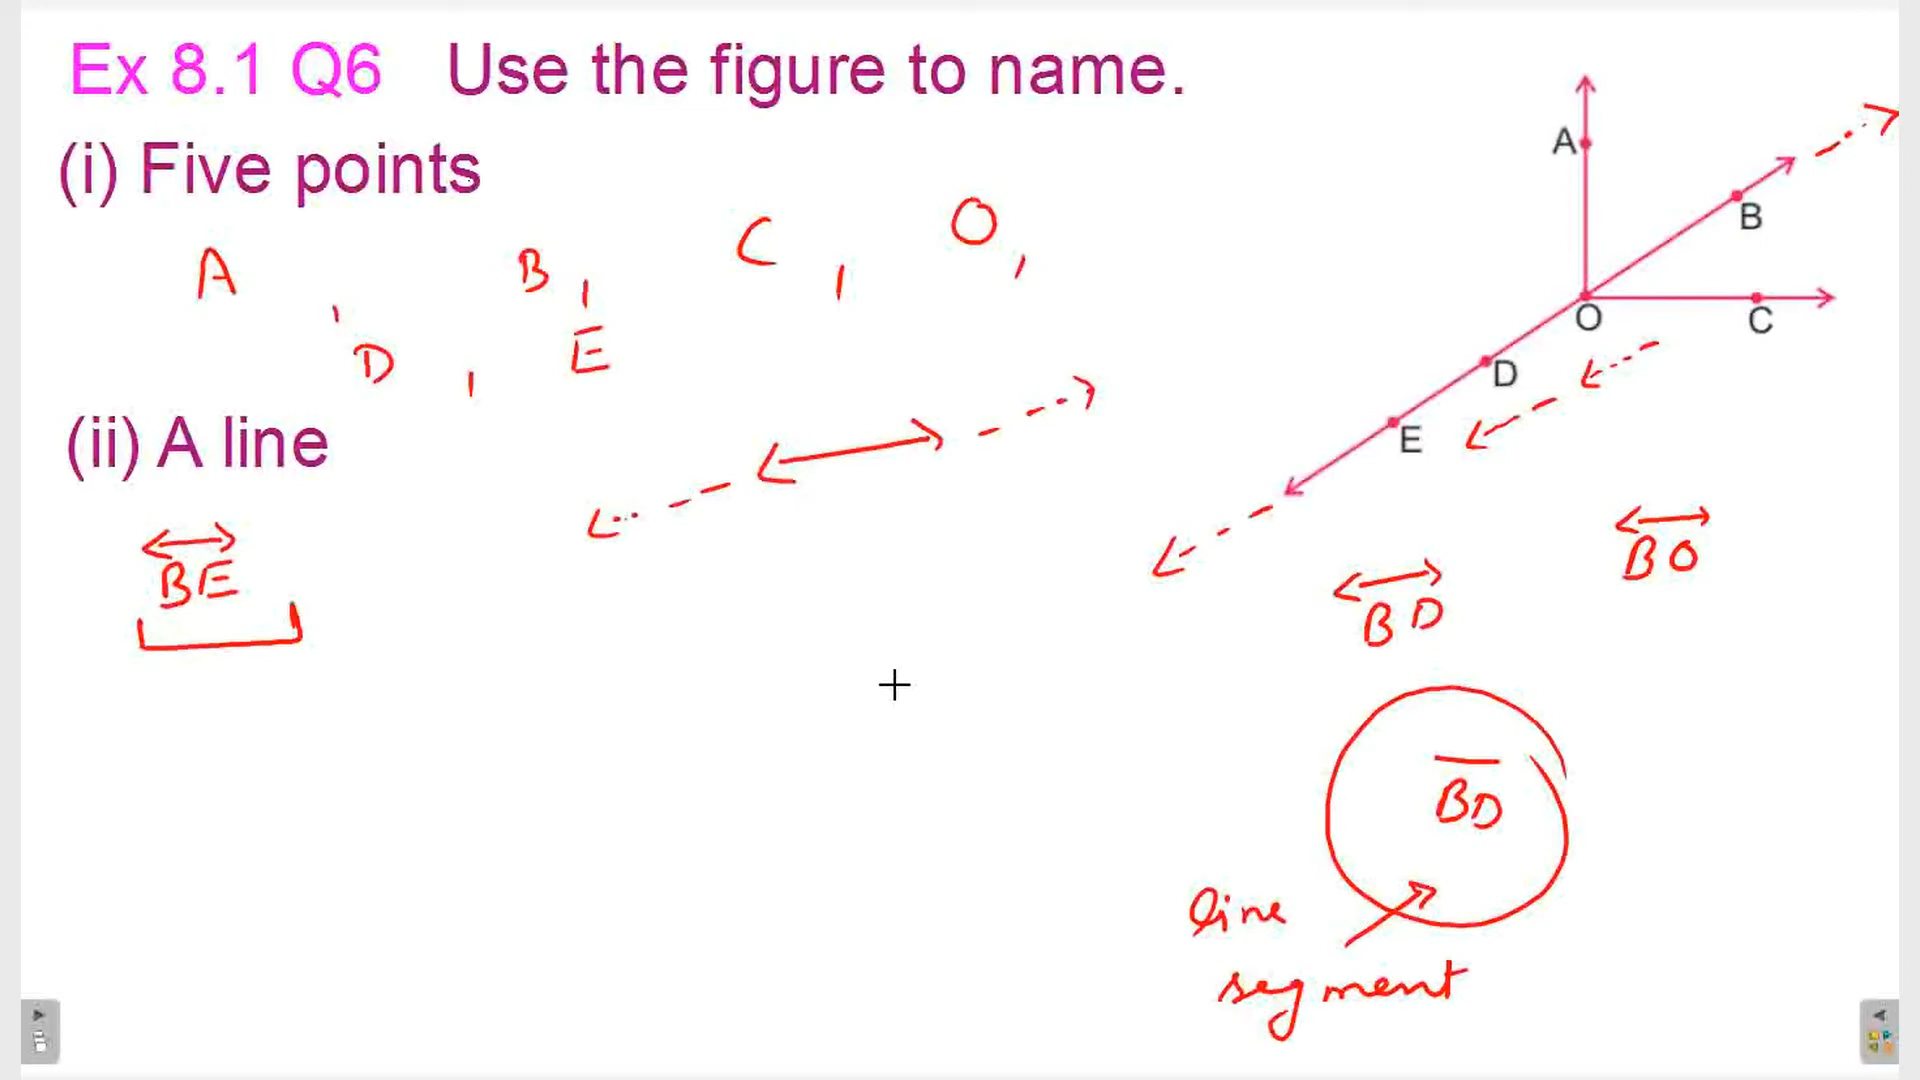 Ex 8.1 Q6 Use the figure to name.
(i) Five points
A , B , C , O ,
D , E
(ii) A line
BE
A
B
O
C
D
E
BO
BD
BD
line
segment